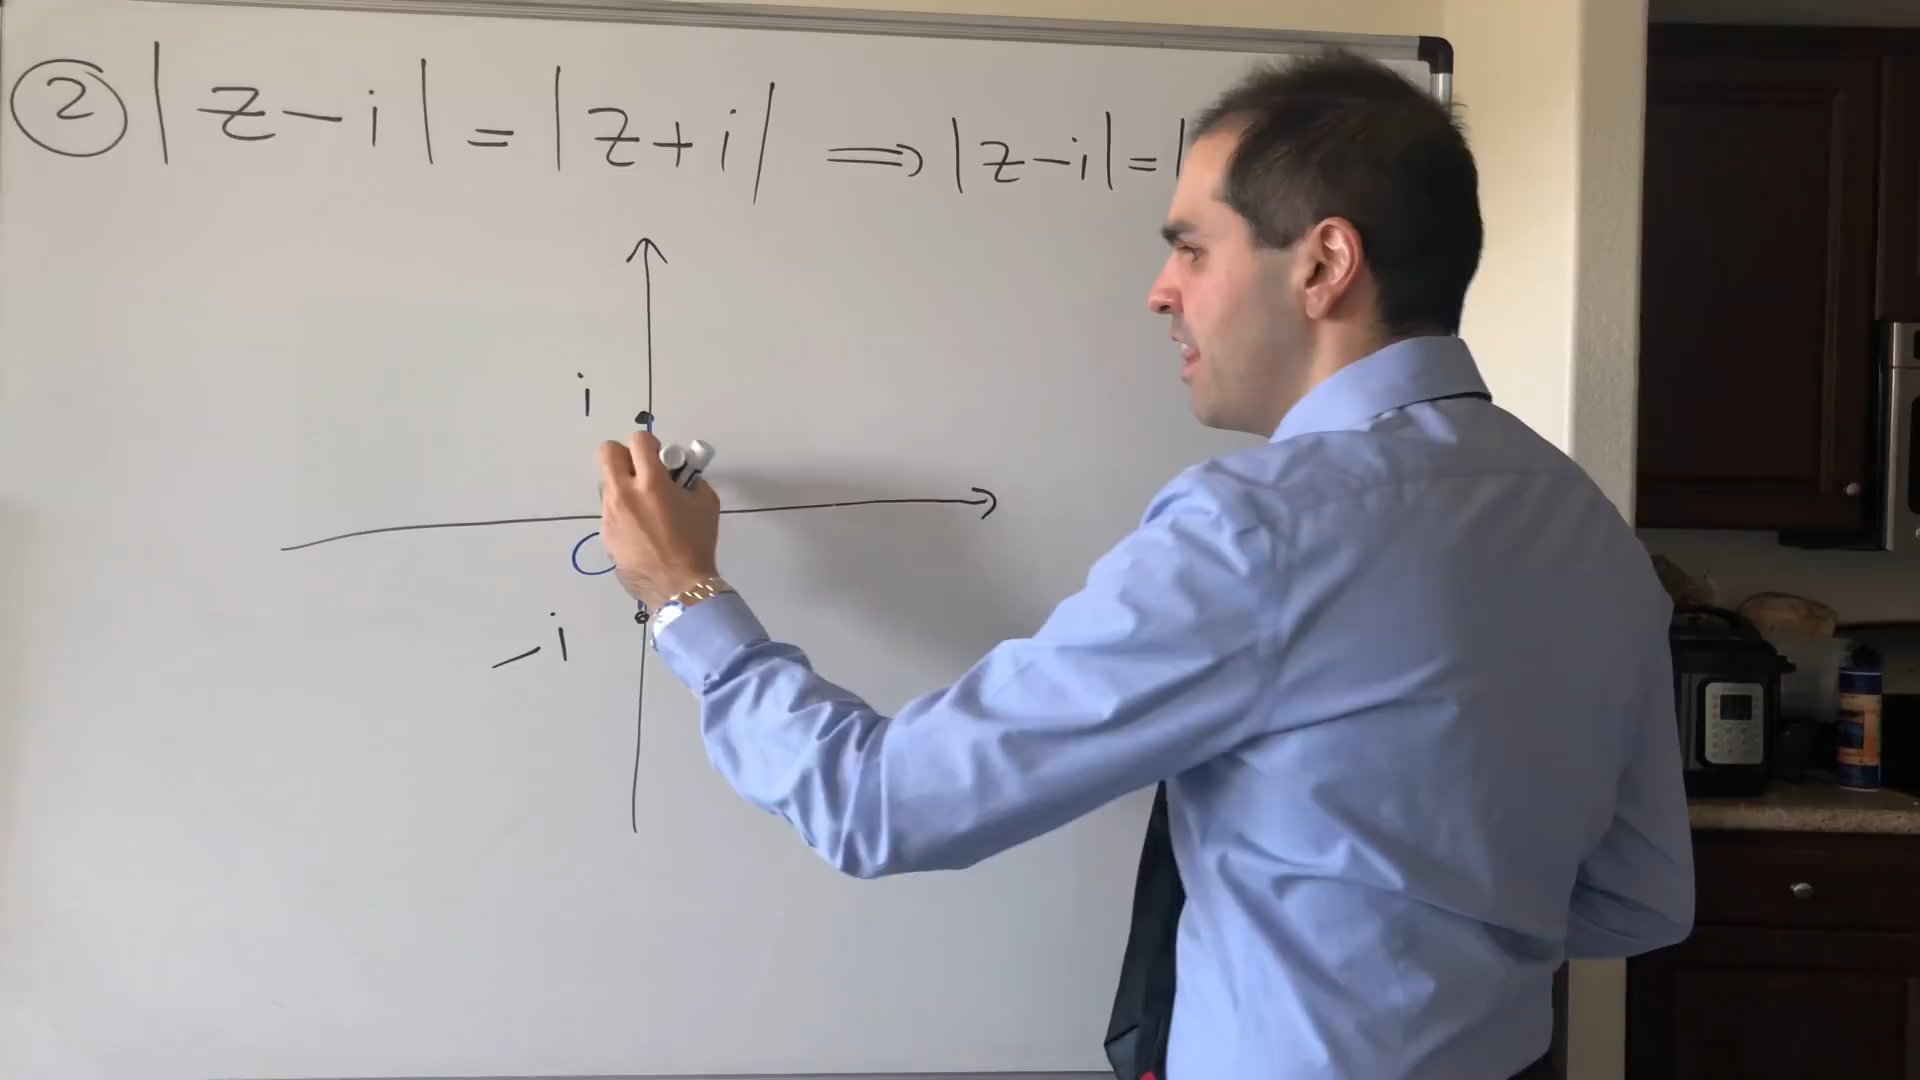 ② |z-i| = |z+i| ⟹ |z-i| = |
i
O
-i